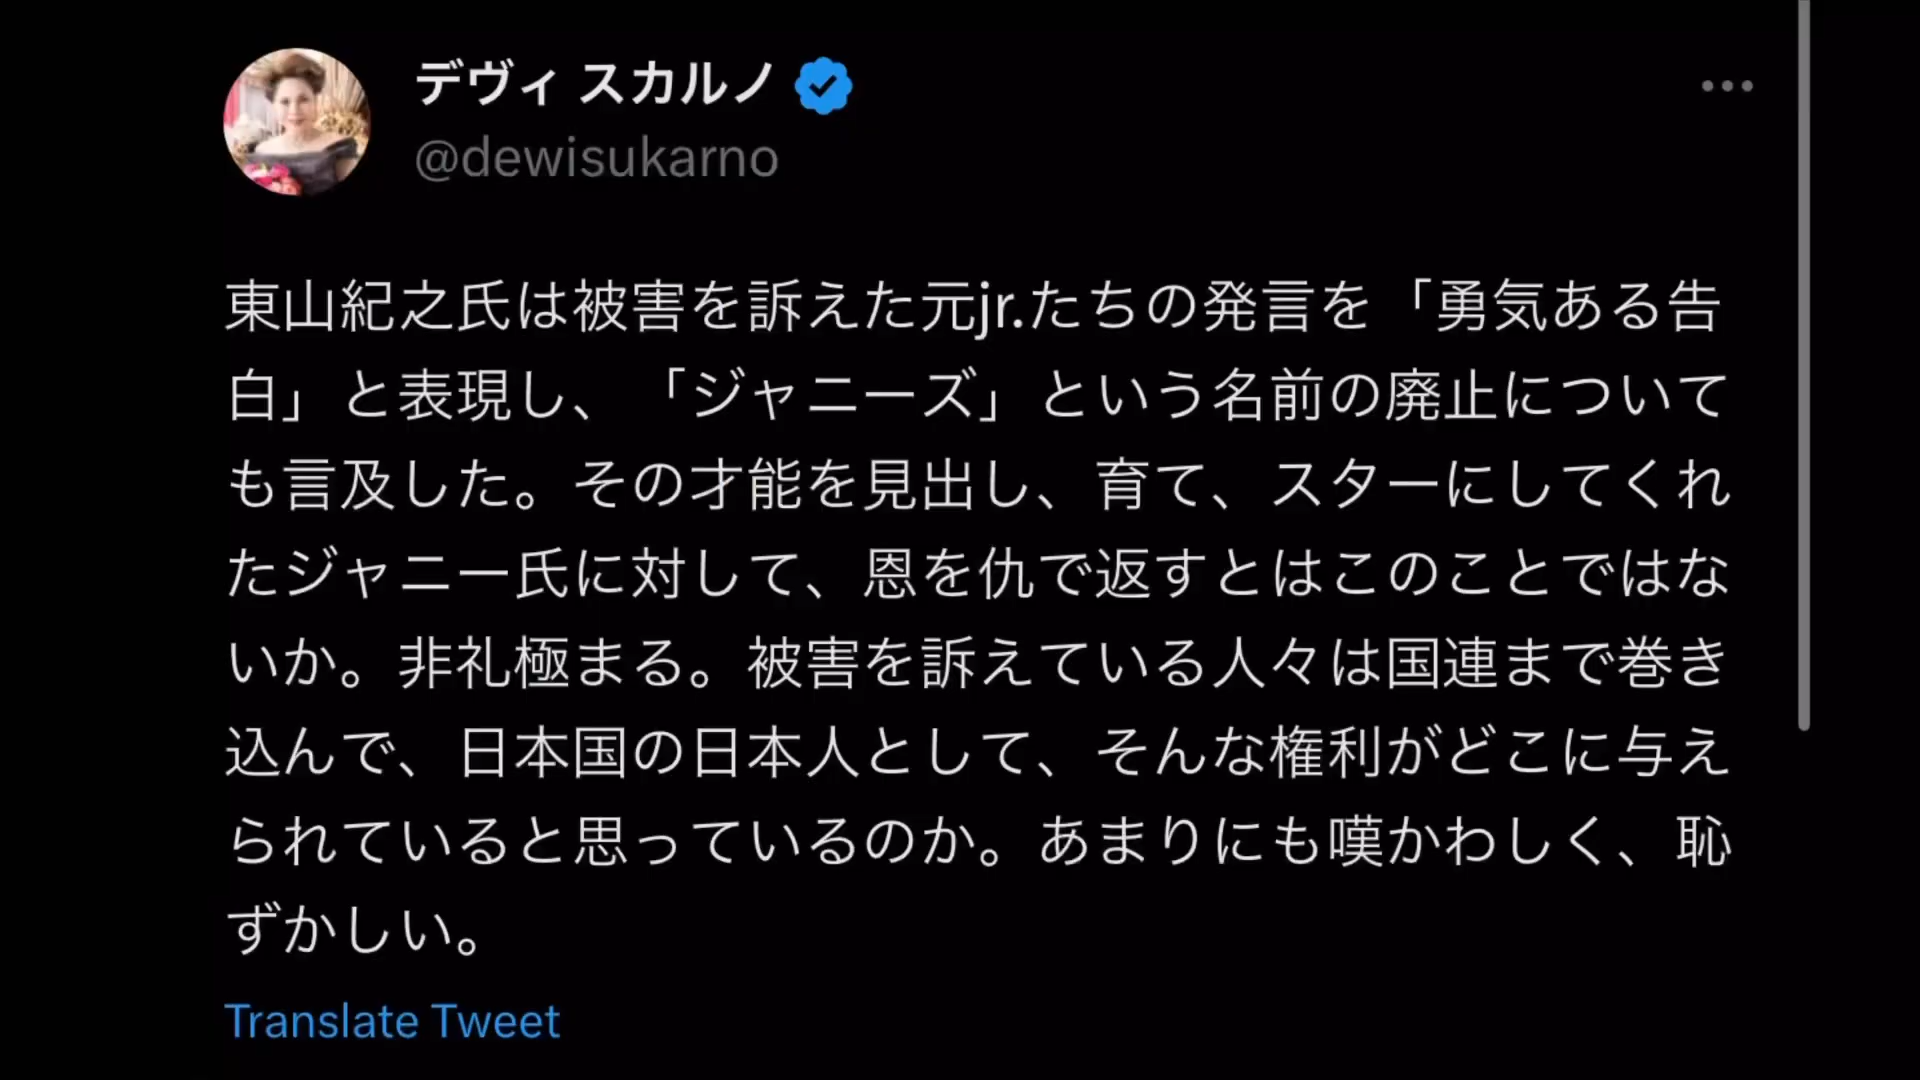 デヴィ スカルノ
@dewisukarno
東山紀之氏は被害を訴えた元jr.たちの発言を「勇気ある告
白」と表現し、「ジャニーズ」という名前の廃止について
も言及した。その才能を見出し、育て、スターにしてくれ
たジャニー氏に対して、恩を仇で返すとはこのことではな
いか。非礼極まる。被害を訴えている人々は国連まで巻き
込んで、日本国の日本人として、そんな権利がどこに与え
られていると思っているのか。あまりにも嘆かわしく、恥
ずかしい。
Translate Tweet